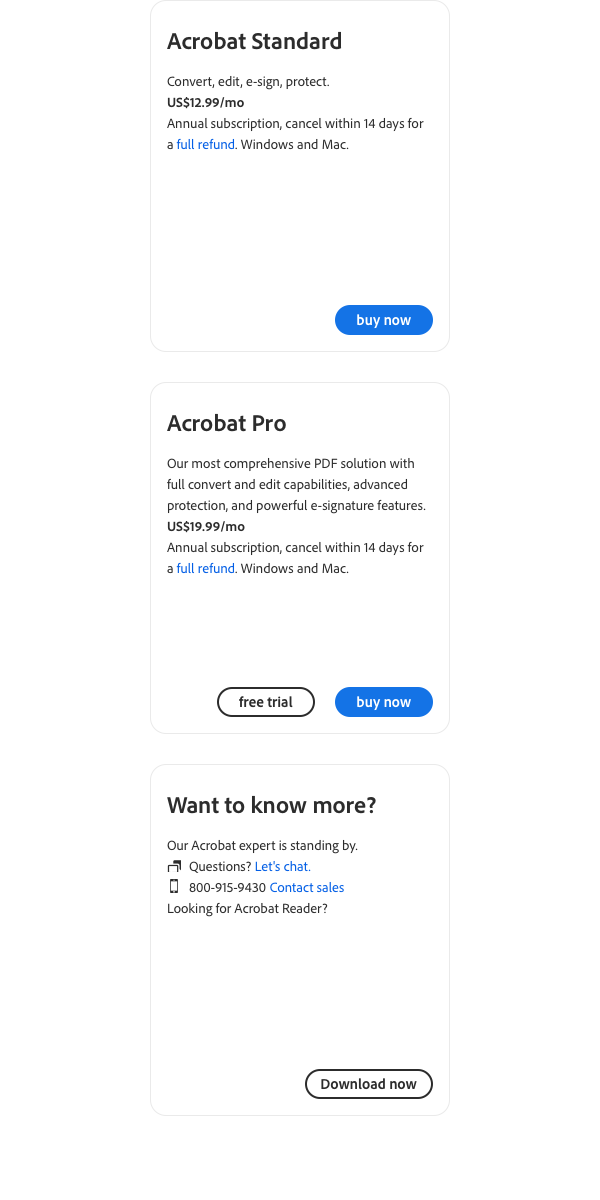 Acrobat Standard
Convert, edit, e-sign, protect.
US$12.99/mo
Annual subscription, cancel within 14 days for
a full refund. Windows and Mac.
buy now
Acrobat Pro
Our most comprehensive PDF solution with
full convert and edit capabilities, advanced
protection, and powerful e-signature features.
US$19.99/mo
Annual subscription, cancel within 14 days for
a full refund. Windows and Mac.
free trial
buy now
Want to know more?
Our Acrobat expert is standing by.
Questions? Let's chat.
800-915-9430 Contact sales
Looking for Acrobat Reader?
Download now